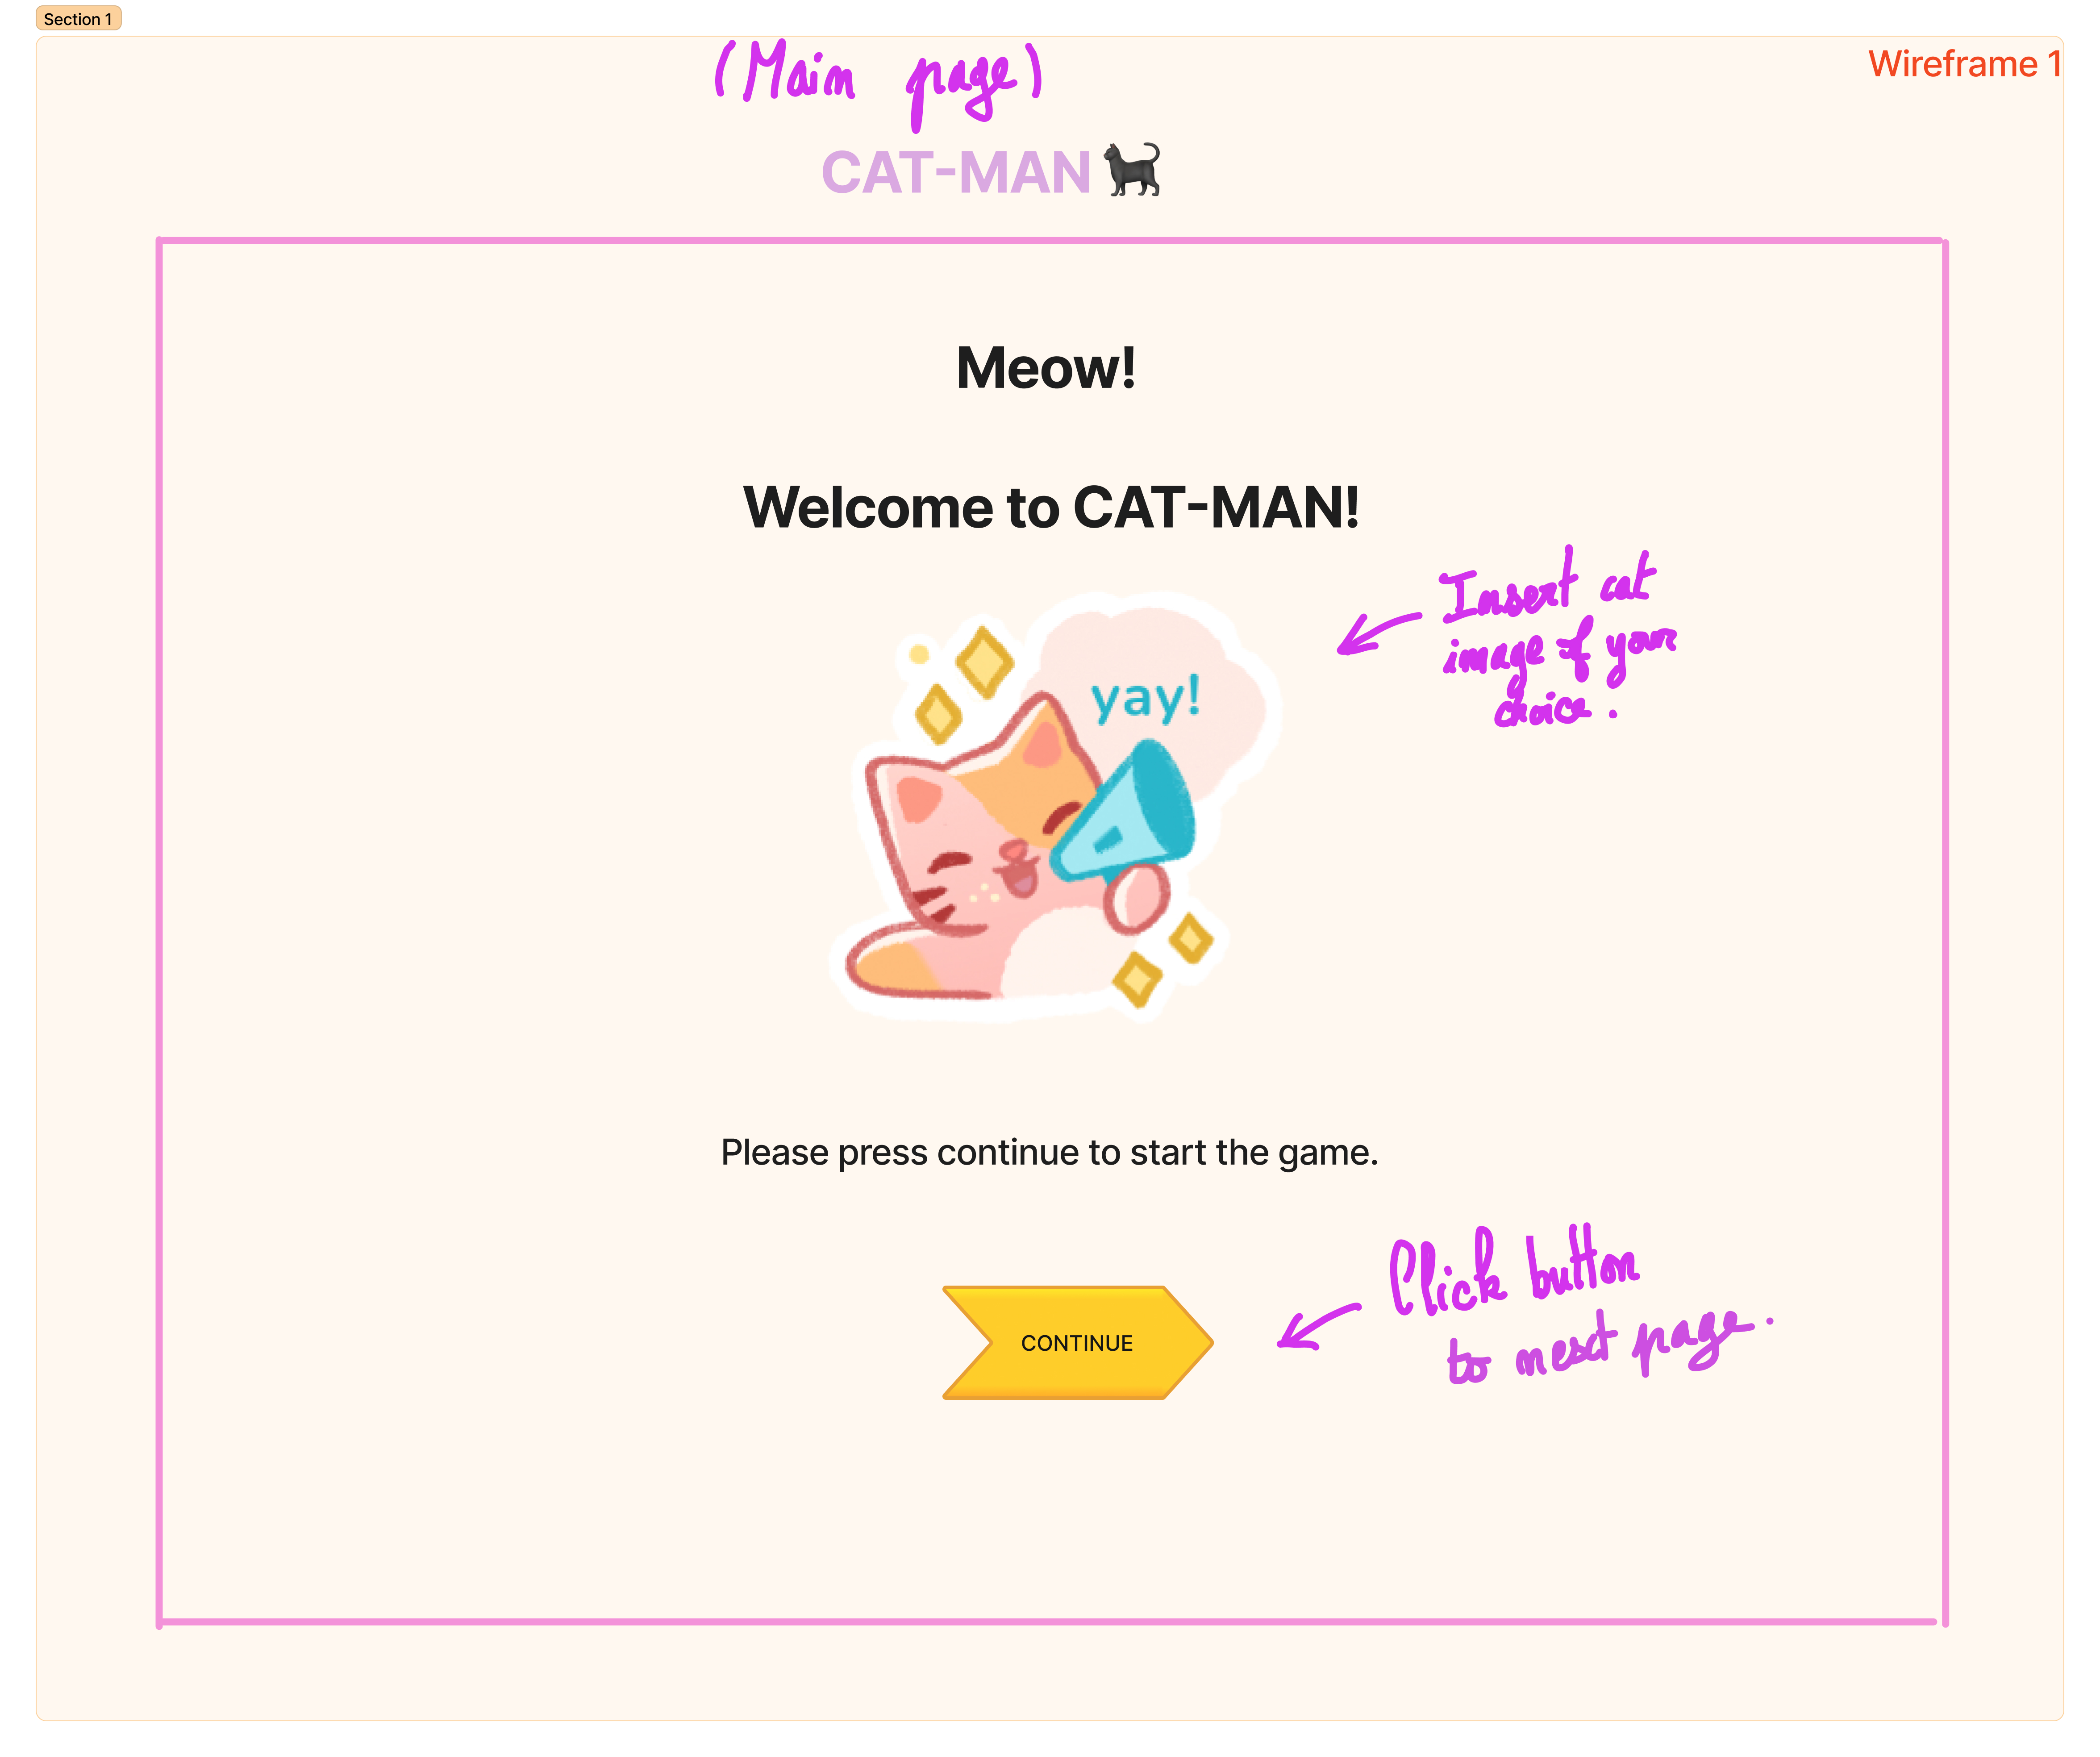 Section 1
(Main page)
Wireframe 1
CAT-MAN
Meow!
Welcome to CAT-MAN!
Insert cat
image of your
choice.
yay!
Please press continue to start the game.
Click button
to next page.
CONTINUE